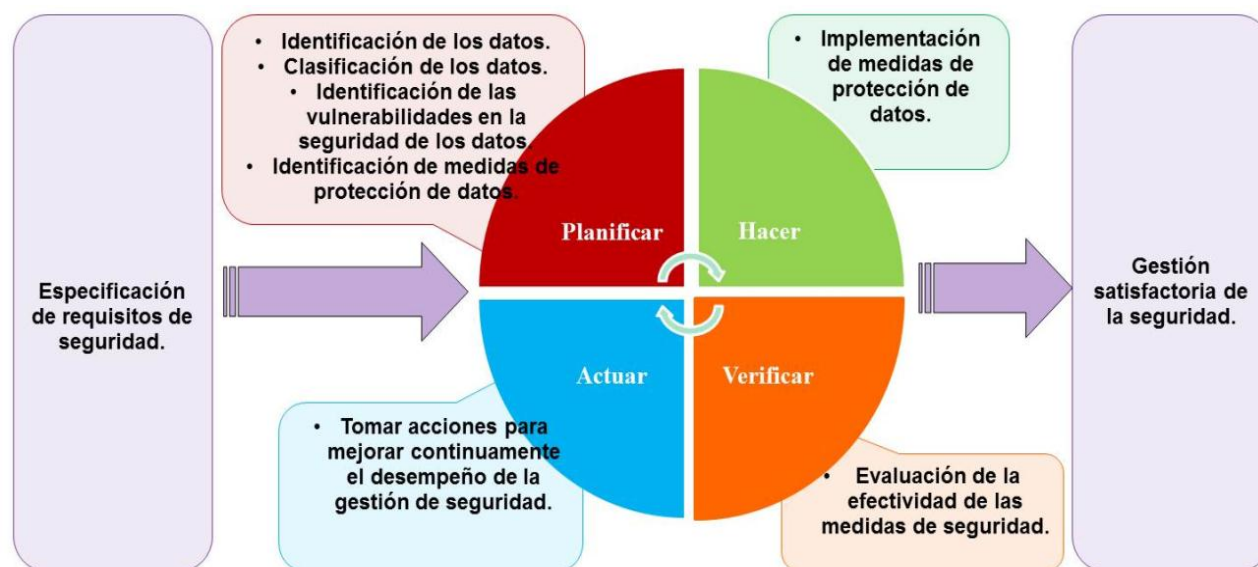 Especificación
de requisitos de
seguridad.
• Identificación de los datos.
• Clasificación de los datos.
• Identificación de las
vulnerabilidades en la
seguridad de los datos.
• Identificación de medidas de
protección de datos.
• Implementación
de medidas de
protección de
datos.
Planificar
Hacer
Actuar
Verificar
• Tomar acciones para
mejorar continuamente
el desempeño de la
gestión de seguridad.
• Evaluación de la
efectividad de las
medidas de seguridad.
Gestión
satisfactoria de
la seguridad.